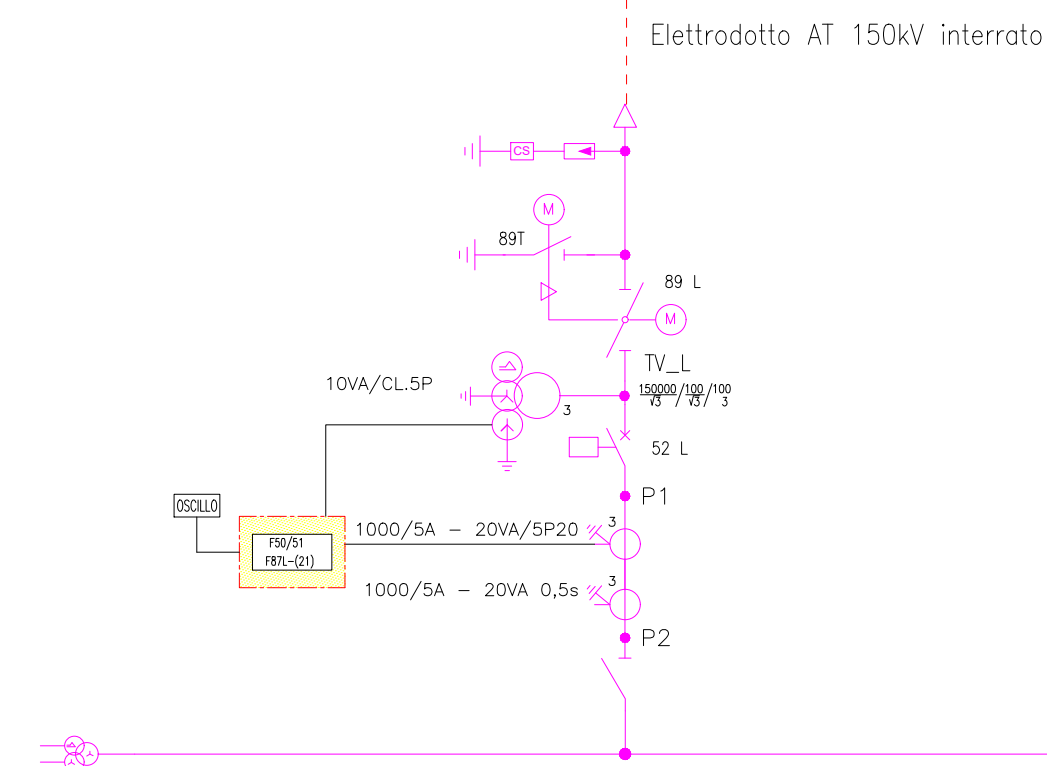 Elettrodotto AT 150kV interrato
CS
M
89T
89 L
M
TV_L
10VA/CL.5P
150000/√3 / 100/√3 / 100/3
3
52 L
P1
OSCILLO
3
1000/5A - 20VA/5P20
F50/51
F87L-(21)
3
1000/5A - 20VA 0,5s
P2